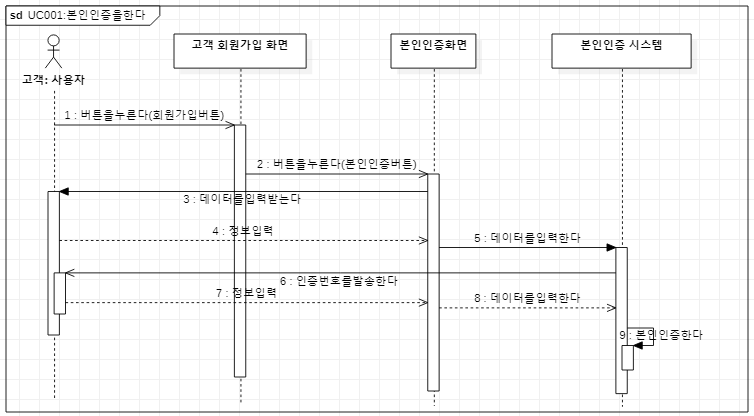 sd UC001:본인인증을한다
고객: 사용자
고객 회원가입 화면
본인인증화면
본인인증 시스템
1 : 버튼을누른다(회원가입버튼)
2 : 버튼을누른다(본인인증버튼)
3 : 데이터를입력받는다
4 : 정보입력
5 : 데이터를입력한다
6 : 인증번호를발송한다
7 : 정보입력
8 : 데이터를입력한다
9 : 본인인증한다